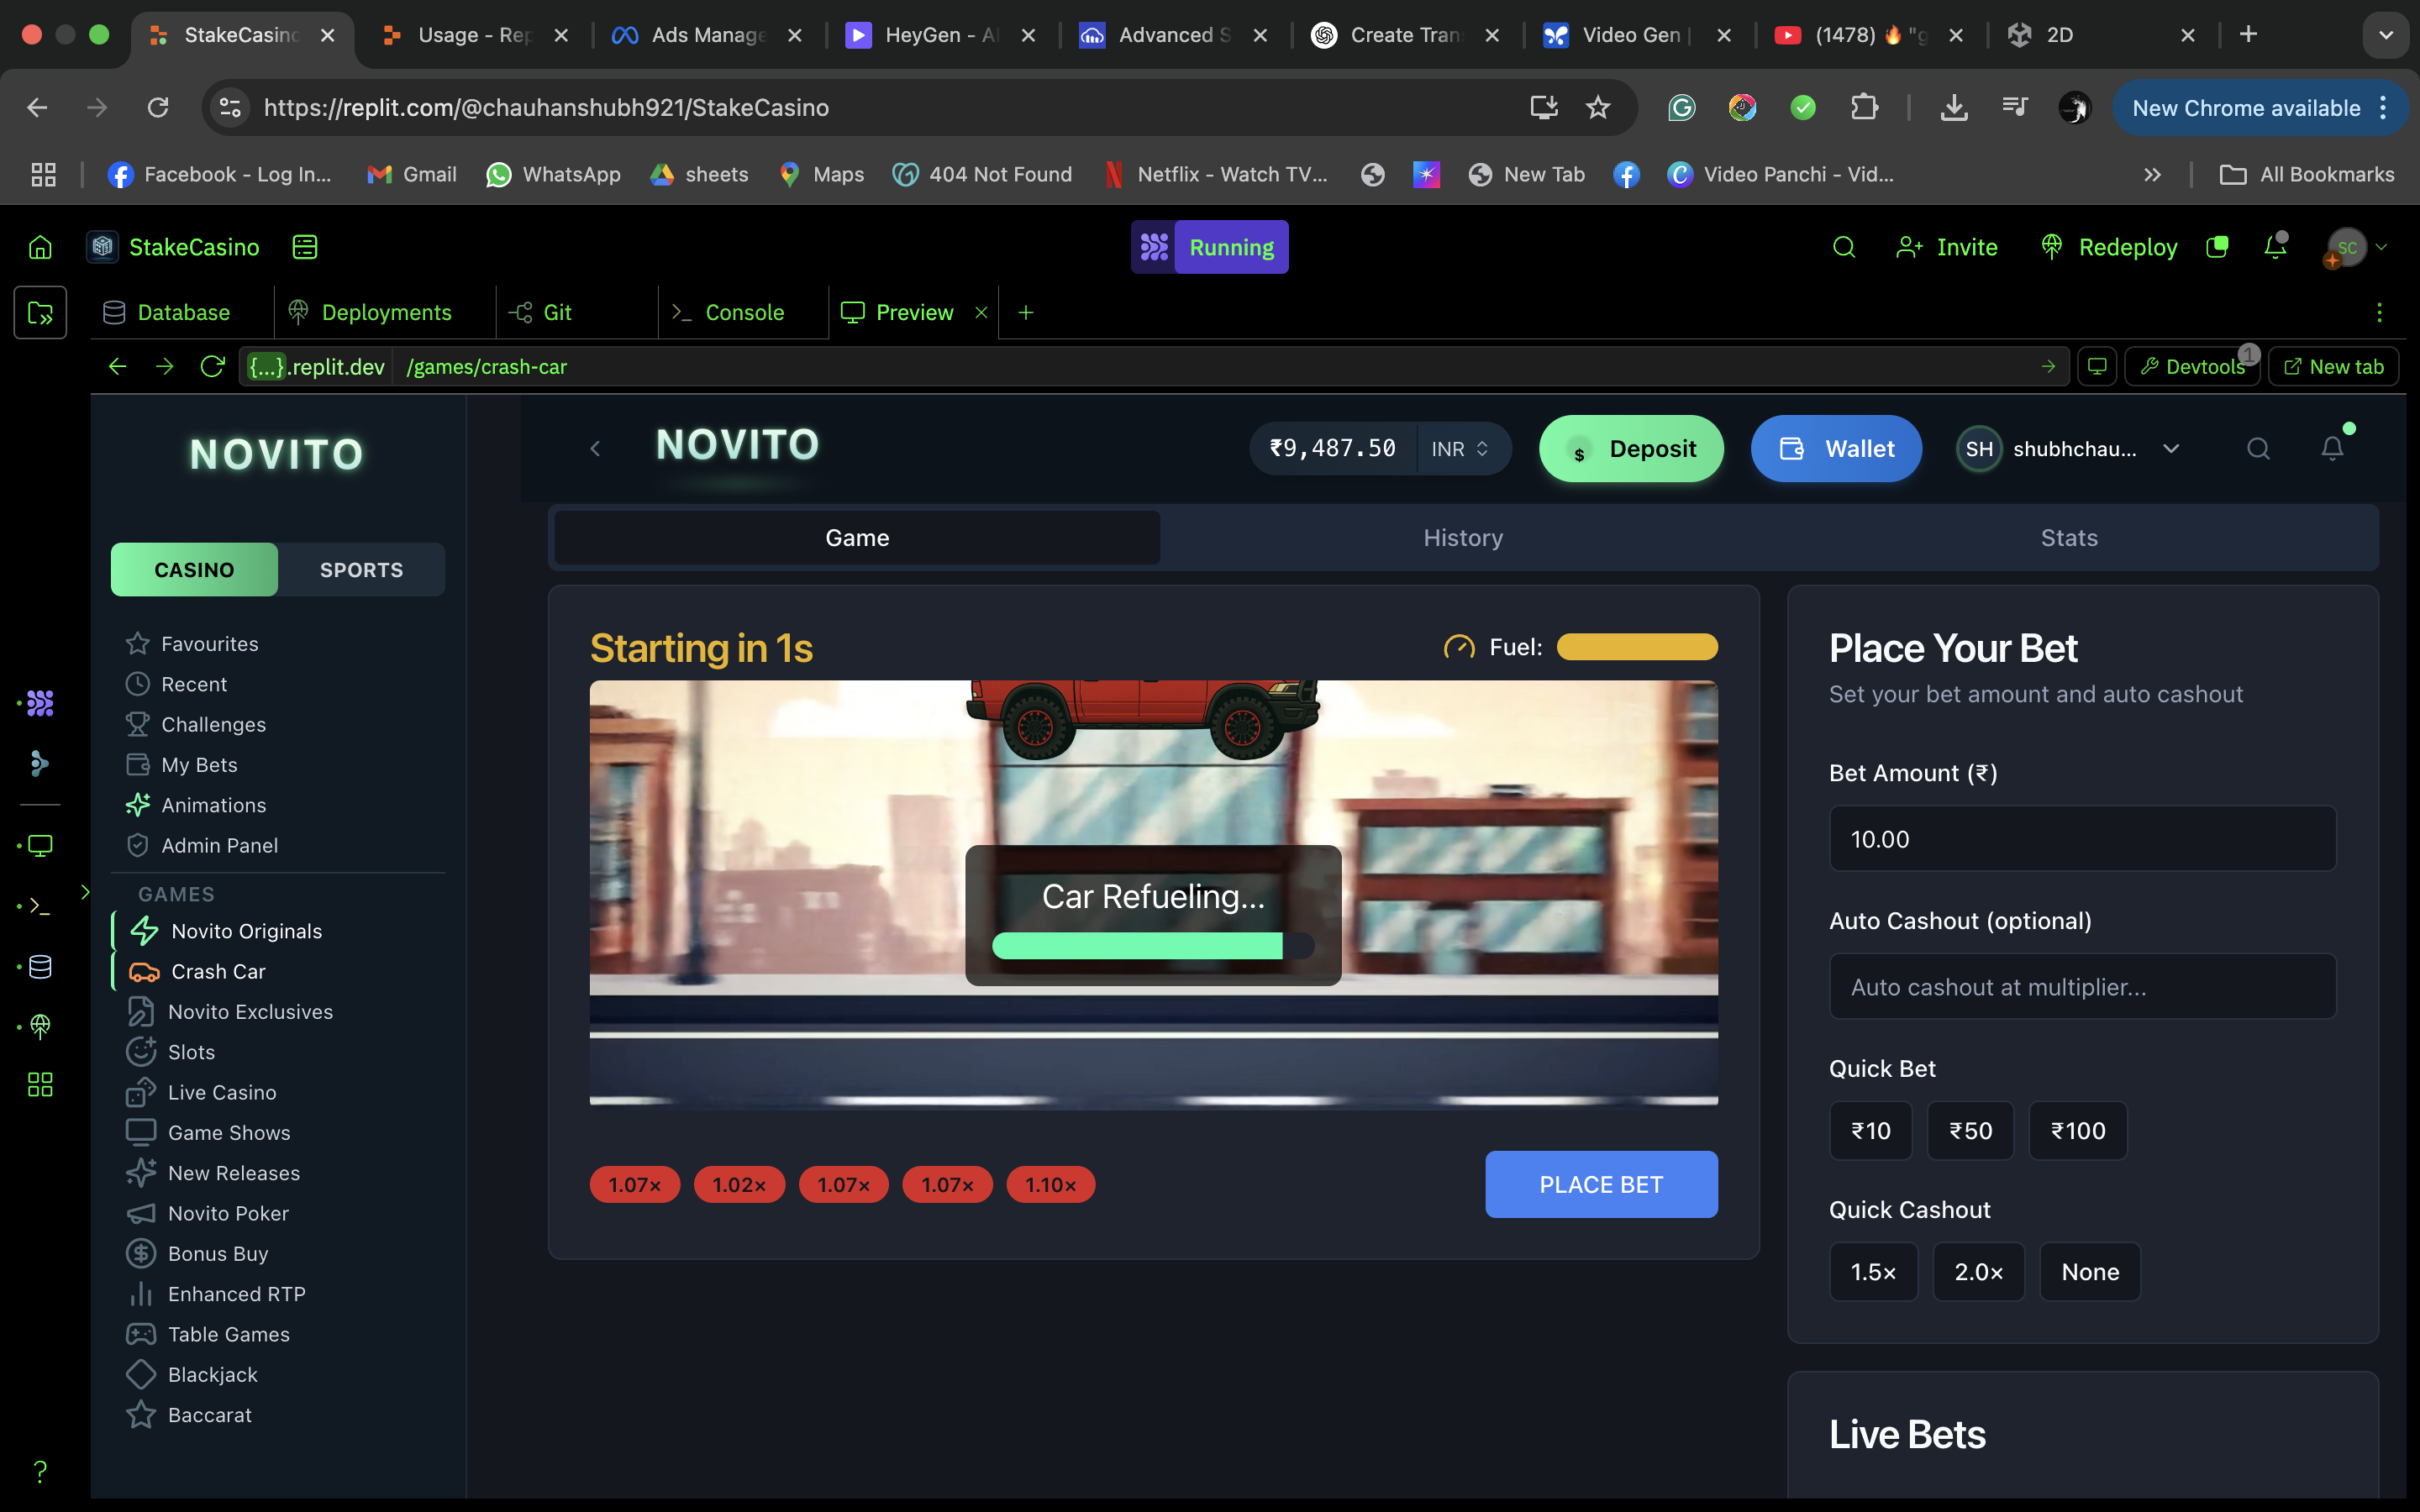 StakeCasino
Usage - Rep
Ads Manage
HeyGen - AI
Advanced S
Create Tran
Video Gen |
(1478) 🔥 "g
2D
https://replit.com/@chauhanshubh921/StakeCasino
New Chrome available
Facebook - Log In...
Gmail
WhatsApp
sheets
Maps
404 Not Found
Netflix - Watch TV...
New Tab
Video Panchi - Vid...
All Bookmarks
StakeCasino
Running
Invite
Redeploy
SC
Database
Deployments
Git
Console
Preview
{...}.replit.dev
/games/crash-car
Devtools
1
New tab
NOVITO
CASINO
SPORTS
Favourites
Recent
Challenges
My Bets
Animations
Admin Panel
GAMES
Novito Originals
Crash Car
Novito Exclusives
Slots
Live Casino
Game Shows
New Releases
Novito Poker
Bonus Buy
Enhanced RTP
Table Games
Blackjack
Baccarat
NOVITO
₹9,487.50
INR
$ Deposit
Wallet
SH
shubhchau...
Game
History
Stats
Starting in 1s
Fuel:
Car Refueling...
1.07×
1.02×
1.07×
1.07×
1.10×
PLACE BET
Place Your Bet
Set your bet amount and auto cashout
Bet Amount (₹)
10.00
Auto Cashout (optional)
Auto cashout at multiplier...
Quick Bet
₹10
₹50
₹100
Quick Cashout
1.5×
2.0×
None
Live Bets